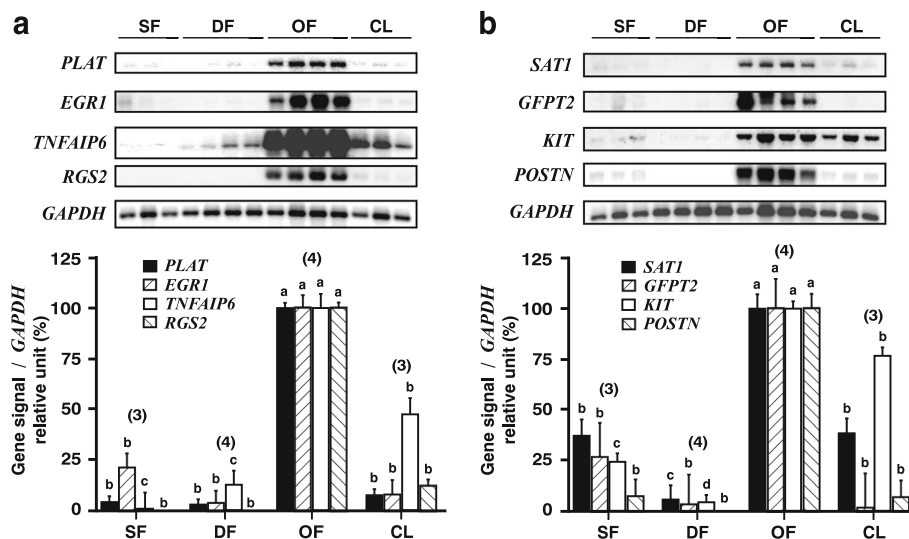 a
SF DF OF CL
PLAT
EGR1
TNFAIP6
RGS2
GAPDH
Gene signal / GAPDH
relative unit (%)
125
100
75
50
25
0
PLAT
EGR1
TNFAIP6
RGS2
(3)
b b c b
(4)
b b c b
(4)
a a a a
(3)
b b b b
SF DF OF CL
b
SF DF OF CL
SAT1
GFPT2
KIT
POSTN
GAPDH
Gene signal / GAPDH
relative unit (%)
125
100
75
50
25
0
SAT1
GFPT2
KIT
POSTN
(3)
b b c b
(4)
c b d b
(4)
a a a a
(3)
b b b b
SF DF OF CL